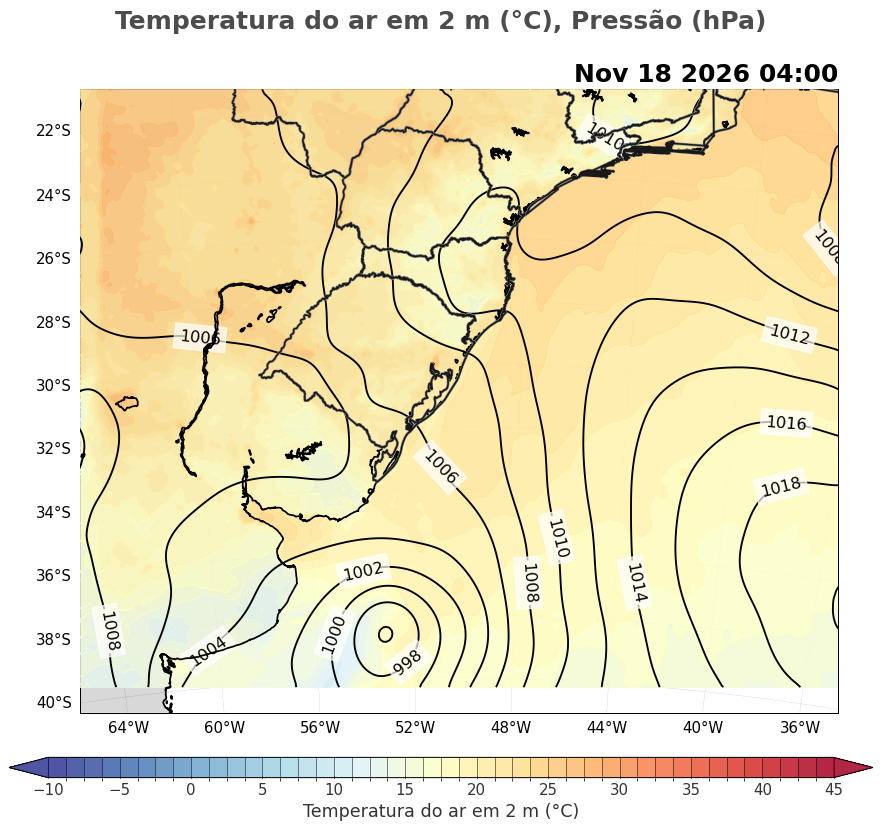 Temperatura do ar em 2 m (°C), Pressão (hPa)
Nov 18 2026 04:00
22°S
24°S
26°S
28°S
30°S
32°S
34°S
36°S
38°S
40°S
1010
1008
1006
1012
1016
1006
1018
1010
1002
1008
1014
1008
1000
1004
998
64°W
60°W
56°W
52°W
48°W
44°W
40°W
36°W
−10
−5
0
5
10
15
20
25
30
35
40
45
Temperatura do ar em 2 m (°C)